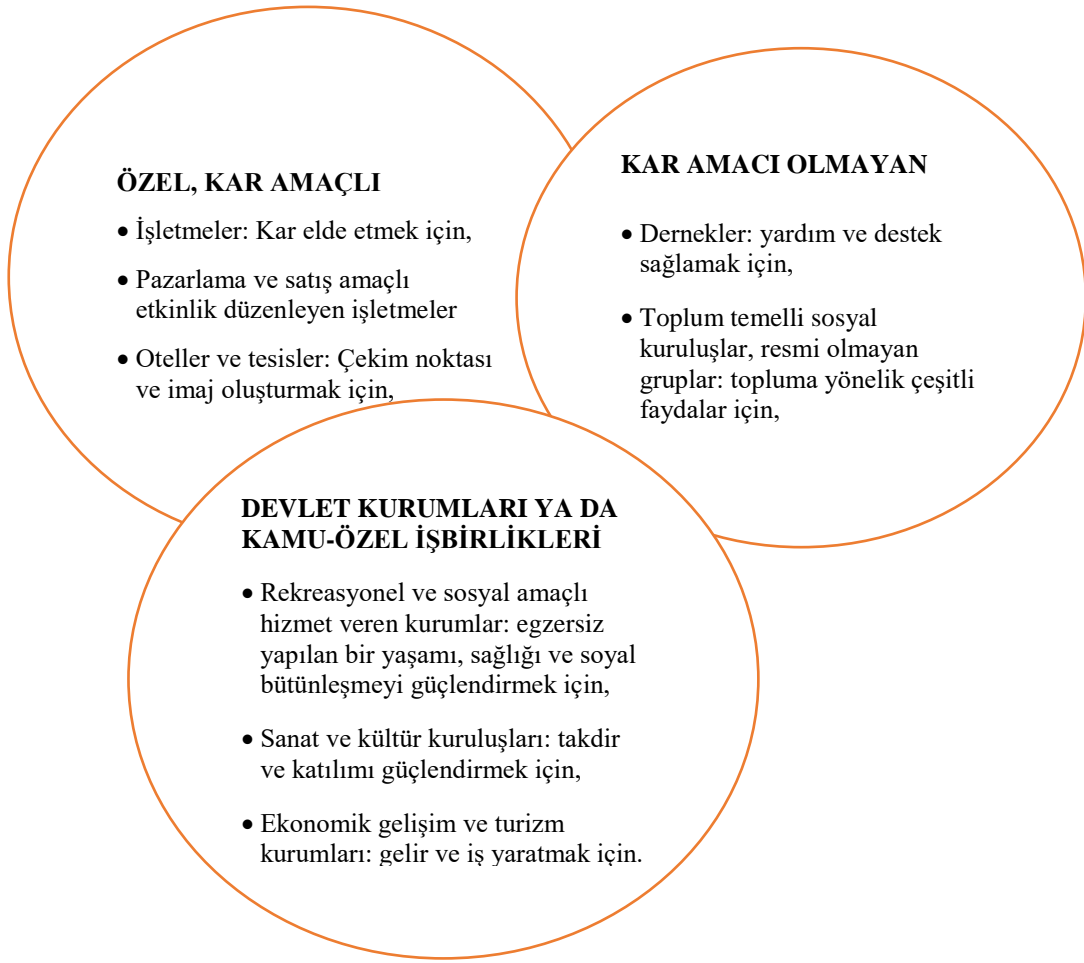 ÖZEL, KAR AMAÇLI
• İşletmeler: Kar elde etmek için,
• Pazarlama ve satış amaçlı
etkinlik düzenleyen işletmeler
• Oteller ve tesisler: Çekim noktası
ve imaj oluşturmak için,
KAR AMACI OLMAYAN
• Dernekler: yardım ve destek
sağlamak için,
• Toplum temelli sosyal
kuruluşlar, resmi olmayan
gruplar: topluma yönelik çeşitli
faydalar için,
DEVLET KURUMLARI YA DA
KAMU-ÖZEL İŞBİRLİKLERİ
• Rekreasyonel ve sosyal amaçlı
hizmet veren kurumlar: egzersiz
yapılan bir yaşamı, sağlığı ve soyal
bütünleşmeyi güçlendirmek için,
• Sanat ve kültür kuruluşları: takdir
ve katılımı güçlendirmek için,
• Ekonomik gelişim ve turizm
kurumları: gelir ve iş yaratmak için.